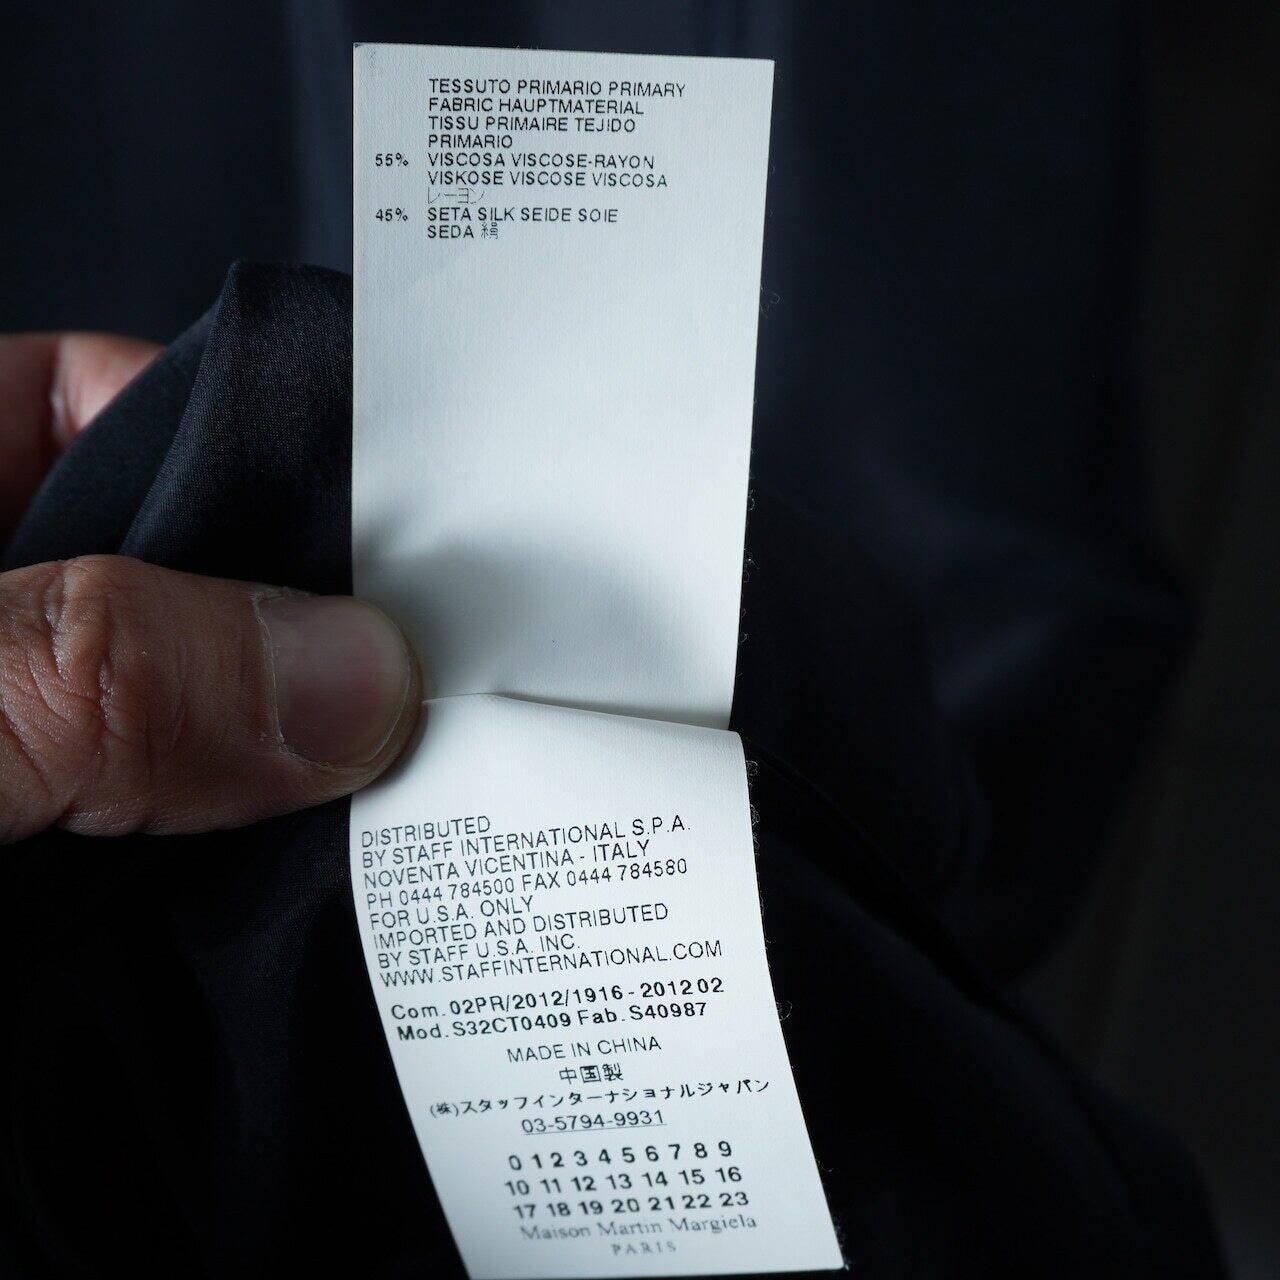 TESSUTO PRIMARIO PRIMARY
FABRIC HAUPTMATERIAL
TISSU PRIMAIRE TEJIDO
PRIMARIO
55% VISCOSA VISCOSE-RAYON
VISKOSE VISCOSE VISCOSA
レーヨン
45% SETA SILK SEIDE SOIE
SEDA 絹
DISTRIBUTED
BY STAFF INTERNATIONAL S.P.A.
NOVENTA VICENTINA - ITALY
PH 0444 784500 FAX 0444 784580
FOR U.S.A. ONLY
IMPORTED AND DISTRIBUTED
BY STAFF U.S.A. INC.
WWW.STAFFINTERNATIONAL.COM
Com. 02PR/2012/1916 - 2012 02
Mod. S32CT0409 Fab. S40987
MADE IN CHINA
中国製
(株)スタッフインターナショナルジャパン
03-5794-9931
0 1 2 3 4 5 6 7 8 9
10 11 12 13 14 15 16
17 18 19 20 21 22 23
Maison Martin Margiela
PARIS